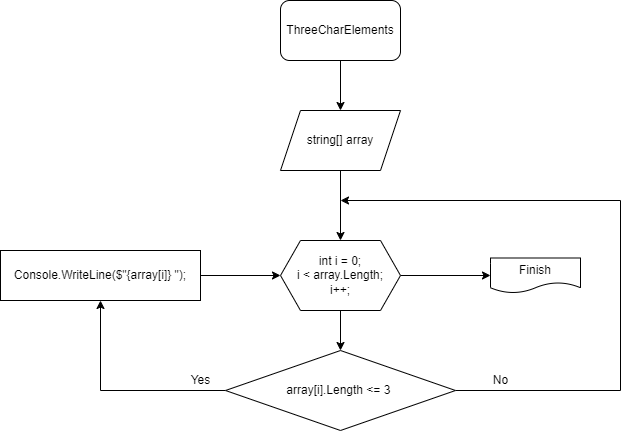 ThreeCharElements
string[] array
int i = 0;
i < array.Length;
i++;
Console.WriteLine($"{array[i]} ");
Finish
Yes
array[i].Length <= 3
No